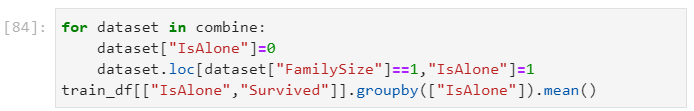 [84]: for dataset in combine:
    dataset["IsAlone"]=0
    dataset.loc[dataset["FamilySize"]==1,"IsAlone"]=1
train_df[["IsAlone","Survived"]].groupby(["IsAlone"]).mean()